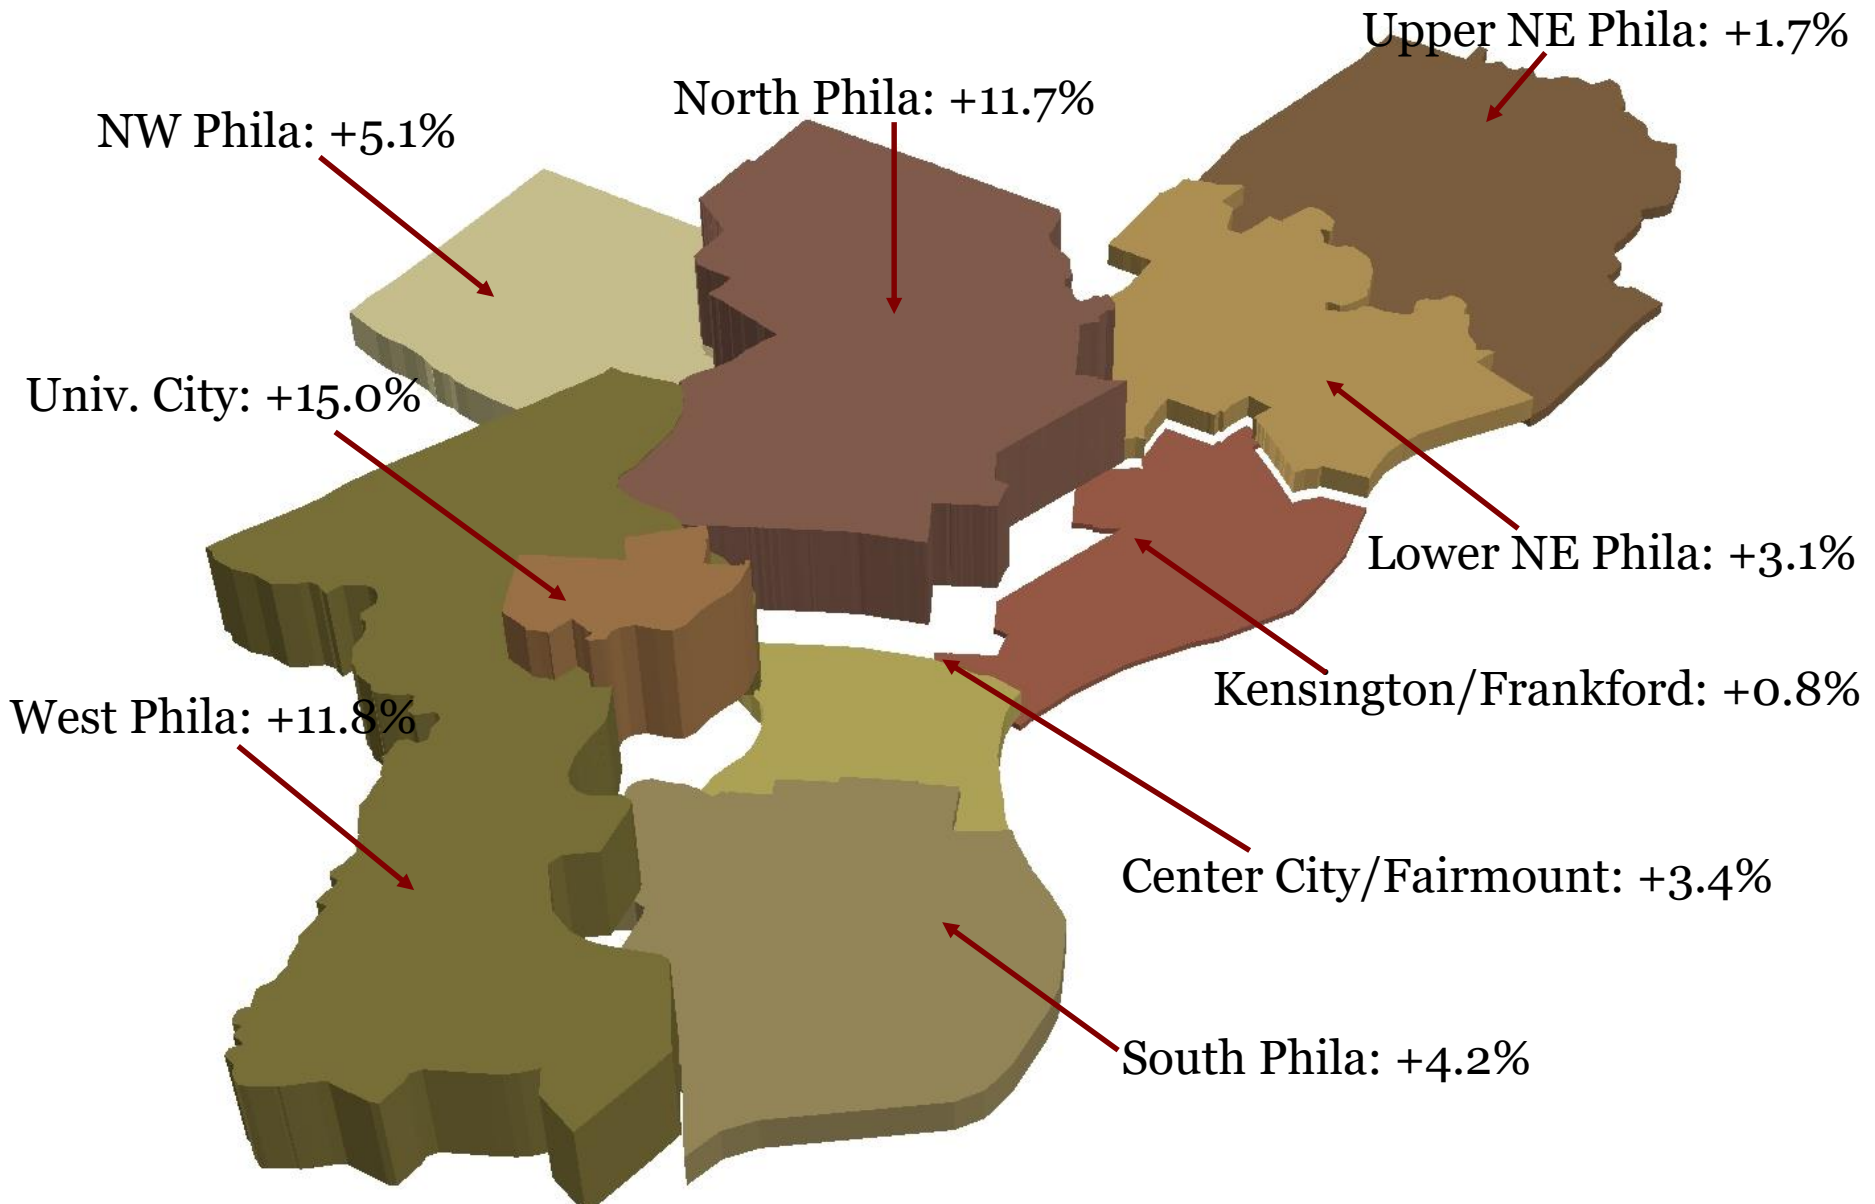 Upper NE Phila: +1.7%
North Phila: +11.7%
NW Phila: +5.1%
Univ. City: +15.0%
Lower NE Phila: +3.1%
Kensington/Frankford: +0.8%
West Phila: +11.8%
Center City/Fairmount: +3.4%
South Phila: +4.2%